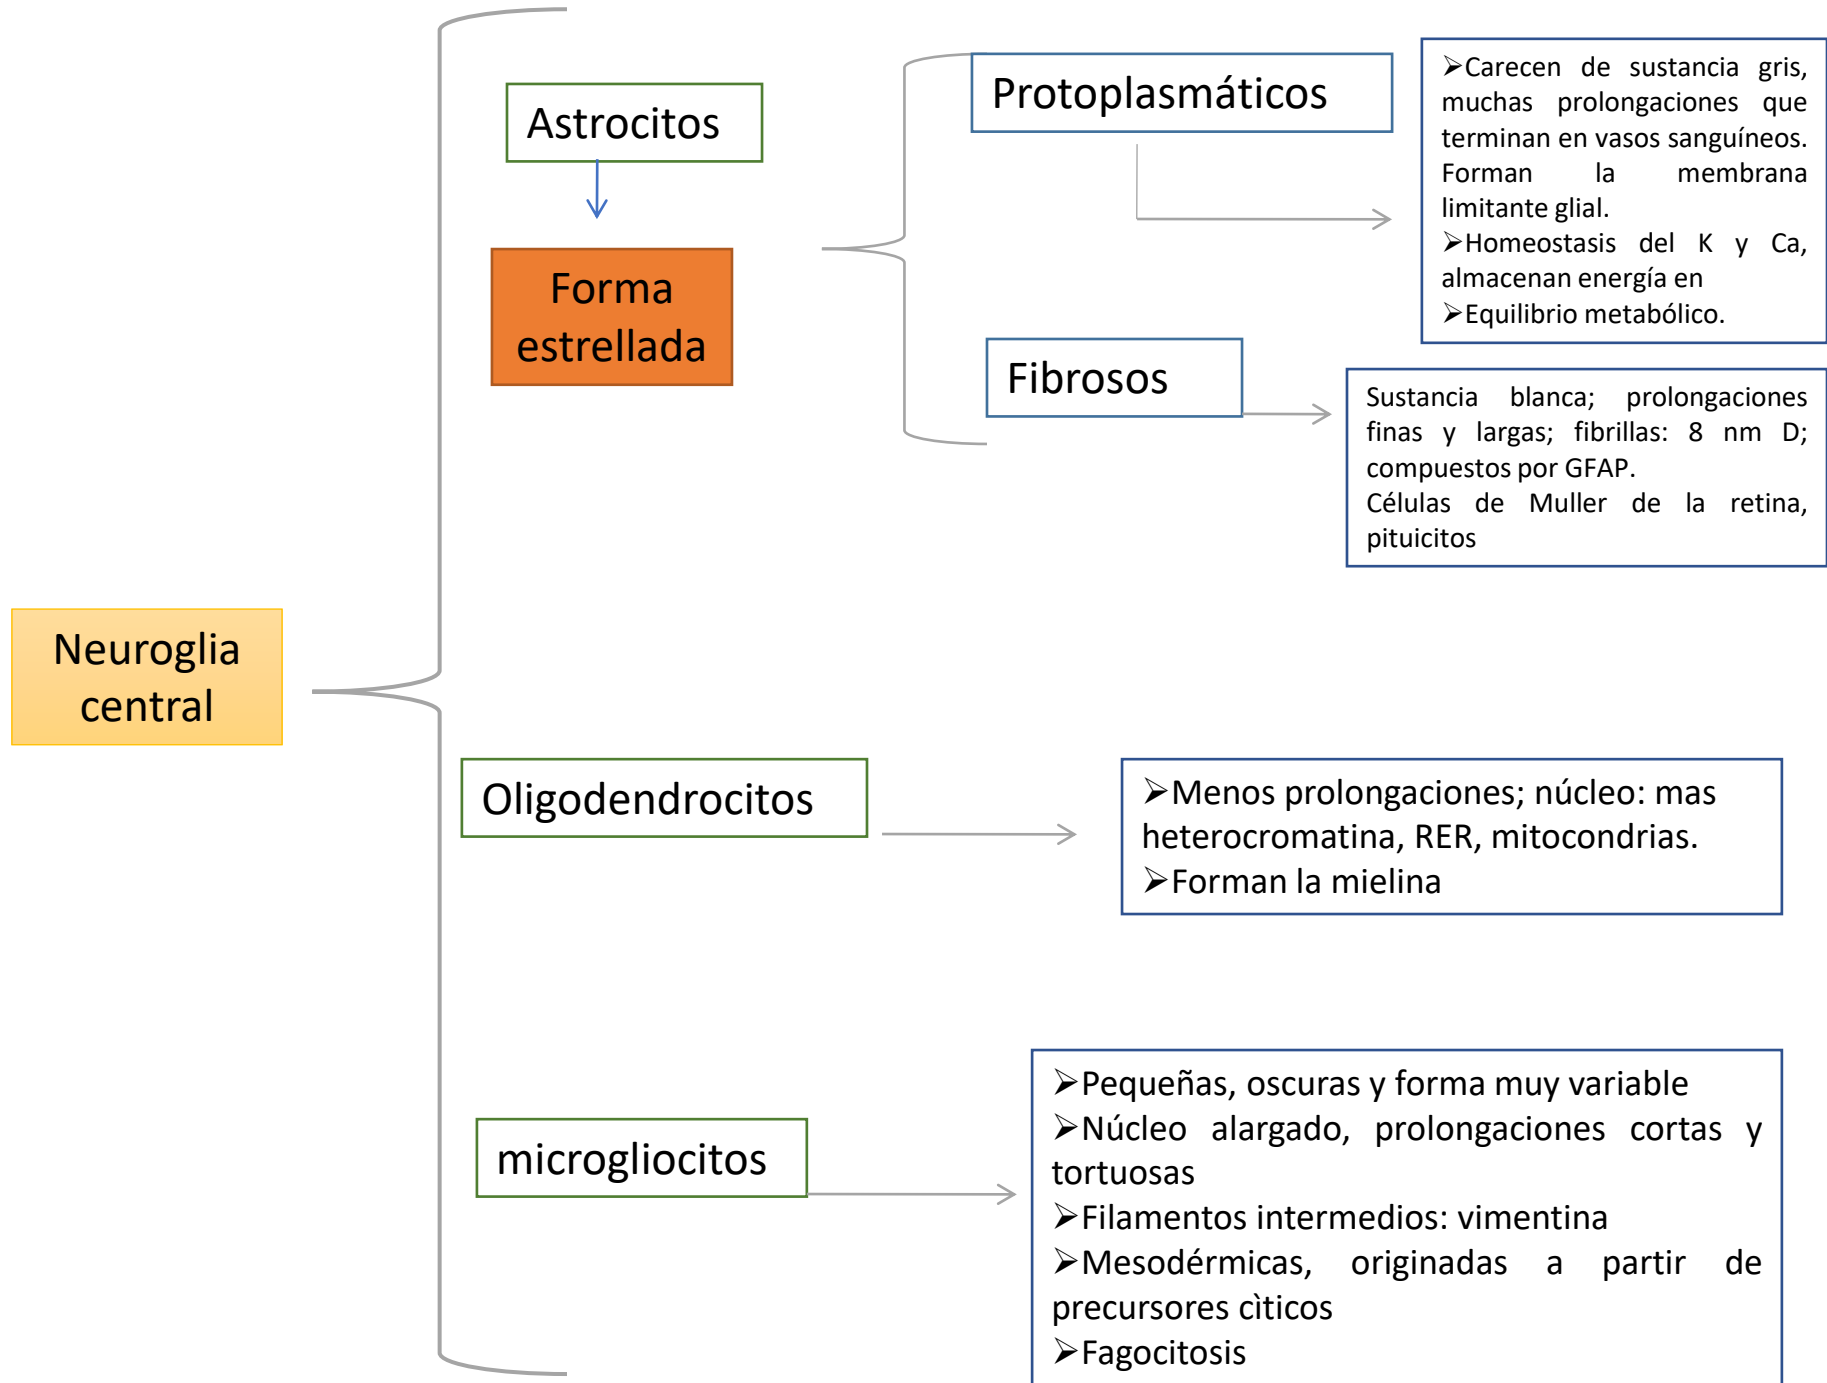 Astrocitos
Forma
estrellada
Protoplasmáticos
➢Carecen de sustancia gris,
muchas prolongaciones que
terminan en vasos sanguíneos.
Forman la membrana
limitante glial.
➢Homeostasis del K y Ca,
almacenan energía en
➢Equilibrio metabólico.
Fibrosos
Sustancia blanca; prolongaciones
finas y largas; fibrillas: 8 nm D;
compuestos por GFAP.
Células de Muller de la retina,
pituicitos
Neuroglia
central
Oligodendrocitos
➢Menos prolongaciones; núcleo: mas
heterocromatina, RER, mitocondrias.
➢Forman la mielina
microgliocitos
➢Pequeñas, oscuras y forma muy variable
➢Núcleo alargado, prolongaciones cortas y
tortuosas
➢Filamentos intermedios: vimentina
➢Mesodérmicas, originadas a partir de
precursores cìticos
➢Fagocitosis